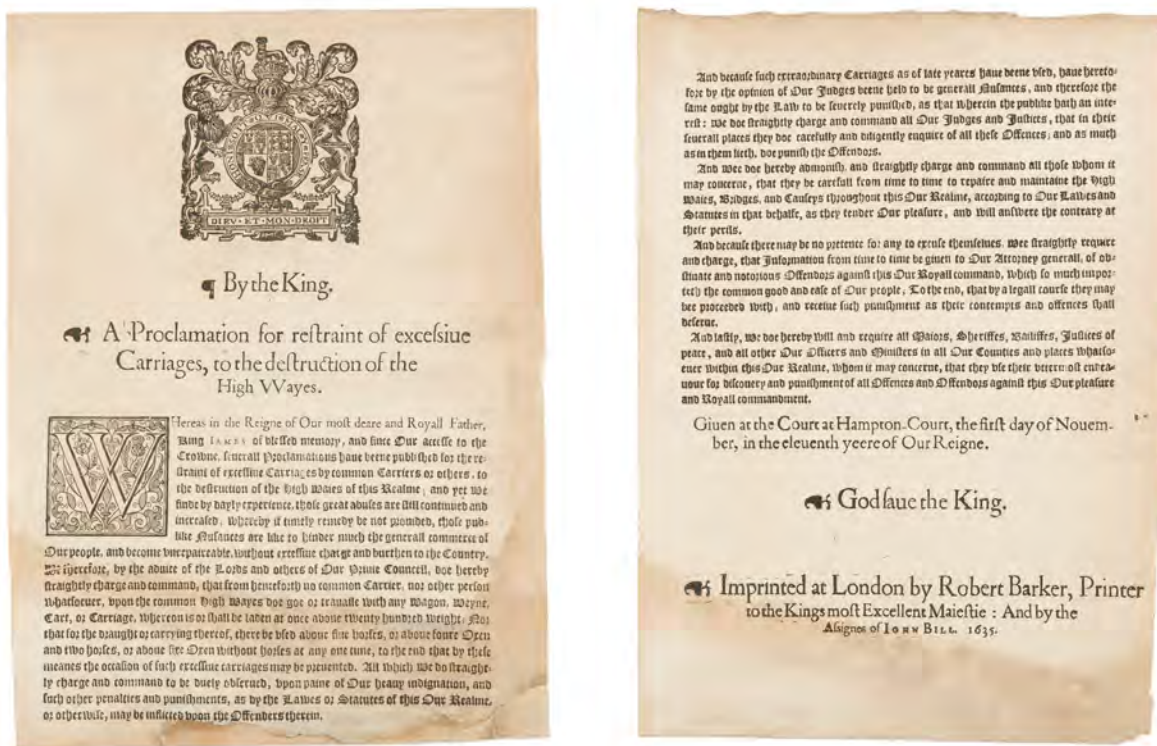 HONI·SOIT·QVI·MAL·Y·PENSE
DIEV·ET·MON·DROIT
¶ By the King.
A Proclamation for reſtraint of exceſsiue
Carriages, to the deſtruction of the
High VVayes.
WHereas in the Reigne of Our moſt deare and Royall Father,
King IAMES of bleſſed memory, and ſince Our acceſſe to the
Crowne, ſeuerall Proclamations haue beene publiſhed for the re-
ſtraint of exceſſiue Carriages by common Carriers or others, to
the deſtruction of the High Waies of this Realme; and yet We
finde by dayly experience, thoſe great abuſes are ſtill continued and
increaſed, whereby if timely remedy be not prouided, thoſe pub-
like Nuſances are like to hinder much the generall commerce of
Our people, and become vnrepaireable, without exceſſiue charge and burthen to the Country.
We therefore, by the aduice of the Lords and others of Our Priuie Councell, doe hereby
ſtraightly charge and command, that from henceforth no common Carrier, nor other perſon
whatſoeuer, vpon the common High Wayes doe goe or trauaile with any Wagon, Weyne,
Cart, or Carriage, whereon is or ſhall be laden at once aboue twenty hundred weight; Nor
that for the draught or carrying thereof, there be vſed aboue fiue horſes, or aboue foure Oxen
and two horſes, or aboue ſixe Oxen without horſes at any one time, to the end that by theſe
meanes the occaſion of ſuch exceſſiue carriages may be preuented. All which We do ſtraight-
ly charge and command to be duely obſerued, vpon paine of Our heauy indignation, and
ſuch other penalties and puniſhments, as by the Lawes or Statutes of this Our Realme,
or otherwiſe, may be inflicted vpon the Offenders therein.
And becauſe ſuch extraordinary Carriages as of late yeares haue beene vſed, haue hereto-
fore by the opinion of Our Judges beene held to be generall Nuſances, and therefore the
ſame ought by the Law to be ſeuerely puniſhed, as that wherein the publike hath an inte-
reſt: We doe ſtraightly charge and command all Our Judges and Juſtices, that in their
ſeuerall places they doe carefully and diligently enquire of all theſe Offences; and as much
as in them lieth, doe puniſh the Offendors.
And Wee doe hereby admoniſh, and ſtraightly charge and command all thoſe whom it
may concerne, that they be carefull from time to time to repaire and maintaine the High
Waies, Bridges, and Cauſeys throughout this Our Realme, according to Our Lawes and
Statutes in that behalfe, as they tender Our pleaſure, and will anſwere the contrary at
their perils.
And becauſe there may be no pretence for any to excuſe themſelues, Wee ſtraightly require
and charge, that Information from time to time be giuen to Our Attorney generall, of ob-
ſtinate and notorious Offendors againſt this Our Royall command, which ſo much impor-
teth the common good and eaſe of Our people, To the end, that by a legall courſe they may
bee proceeded with, and receiue ſuch puniſhment as their contempts and offences ſhall
deſerue.
And laſtly, We doe hereby will and require all Maiors, Sheriffes, Bailiffes, Juſtices of
peace, and all other Our Officers and Miniſters in all Our Counties and places whatſo-
euer within this Our Realme, whom it may concerne, that they vſe their vttermoſt endea-
uour for diſcouery and puniſhment of all Offences and Offendors againſt this Our pleaſure
and Royall commandment.
Giuen at the Court at Hampton-Court, the firſt day of Nouem-
ber, in the eleuenth yeere of Our Reigne.
God ſaue the King.
Imprinted at London by Robert Barker, Printer
to the Kings moſt Excellent Maieſtie: And by the
Aſsignes of IOHN BILL. 1635.